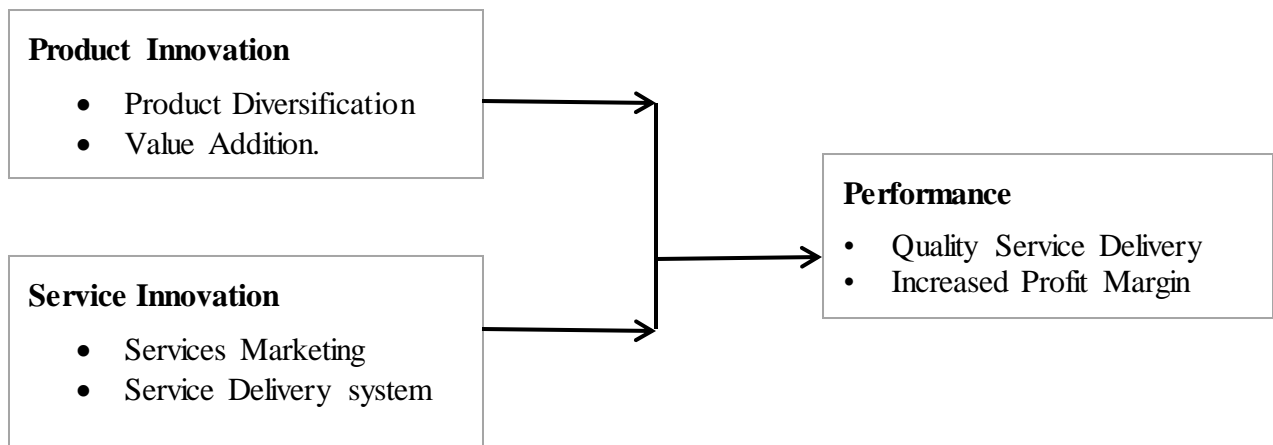 Product Innovation
• Product Diversification
• Value Addition.
Service Innovation
• Services Marketing
• Service Delivery system
Performance
• Quality Service Delivery
• Increased Profit Margin